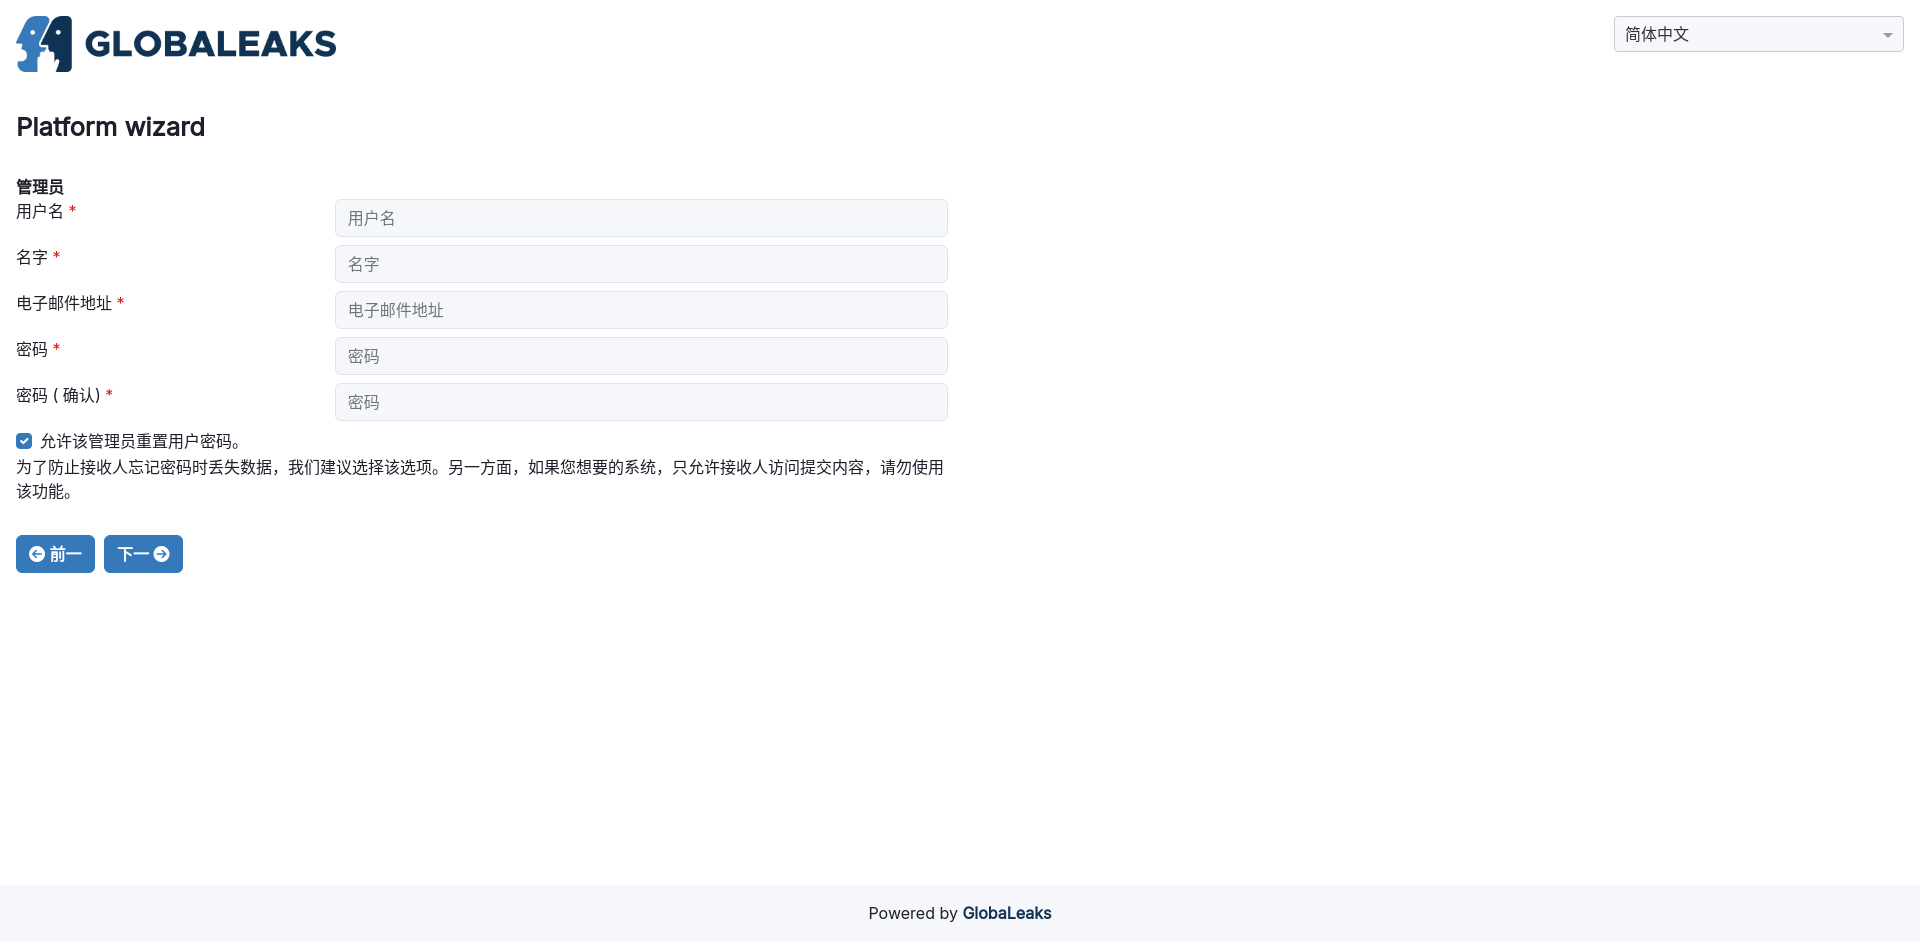 GLOBALEAKS
简体中文
Platform wizard
管理员
用户名 *
用户名
名字 *
名字
电子邮件地址 *
电子邮件地址
密码 *
密码
密码 ( 确认) *
密码
允许该管理员重置用户密码。
为了防止接收人忘记密码时丢失数据，我们建议选择该选项。另一方面，如果您想要的系统，只允许接收人访问提交内容，请勿使用
该功能。
前一 下一
Powered by GlobaLeaks